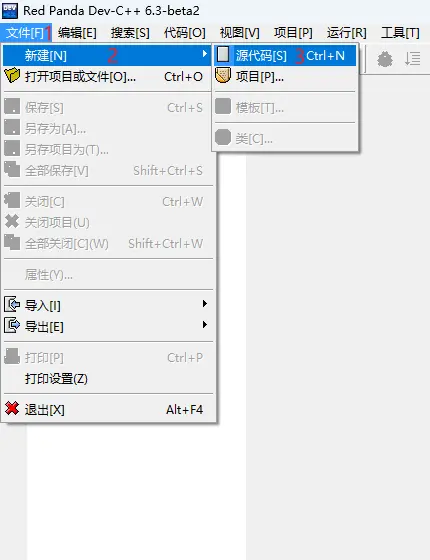 Red Panda Dev-C++ 6.3-beta2
文件[F] 1 编辑[E] 搜索[S] 代码[O] 视图[V] 项目[P] 运行[R] 工具[T]
新建[N] 2
源代码[S] 3 Ctrl+N
打开项目或文件[O]... Ctrl+O
项目[P]...
保存[S] Ctrl+S
模板[T]...
另存为[A]...
类[C]...
另存项目为(T)...
全部保存[V] Shift+Ctrl+S
关闭[C] Ctrl+W
关闭项目(U)
全部关闭[C](W) Shift+Ctrl+W
属性(Y)...
导入[I]
导出[E]
打印[P] Ctrl+P
打印设置(Z)
退出[X] Alt+F4